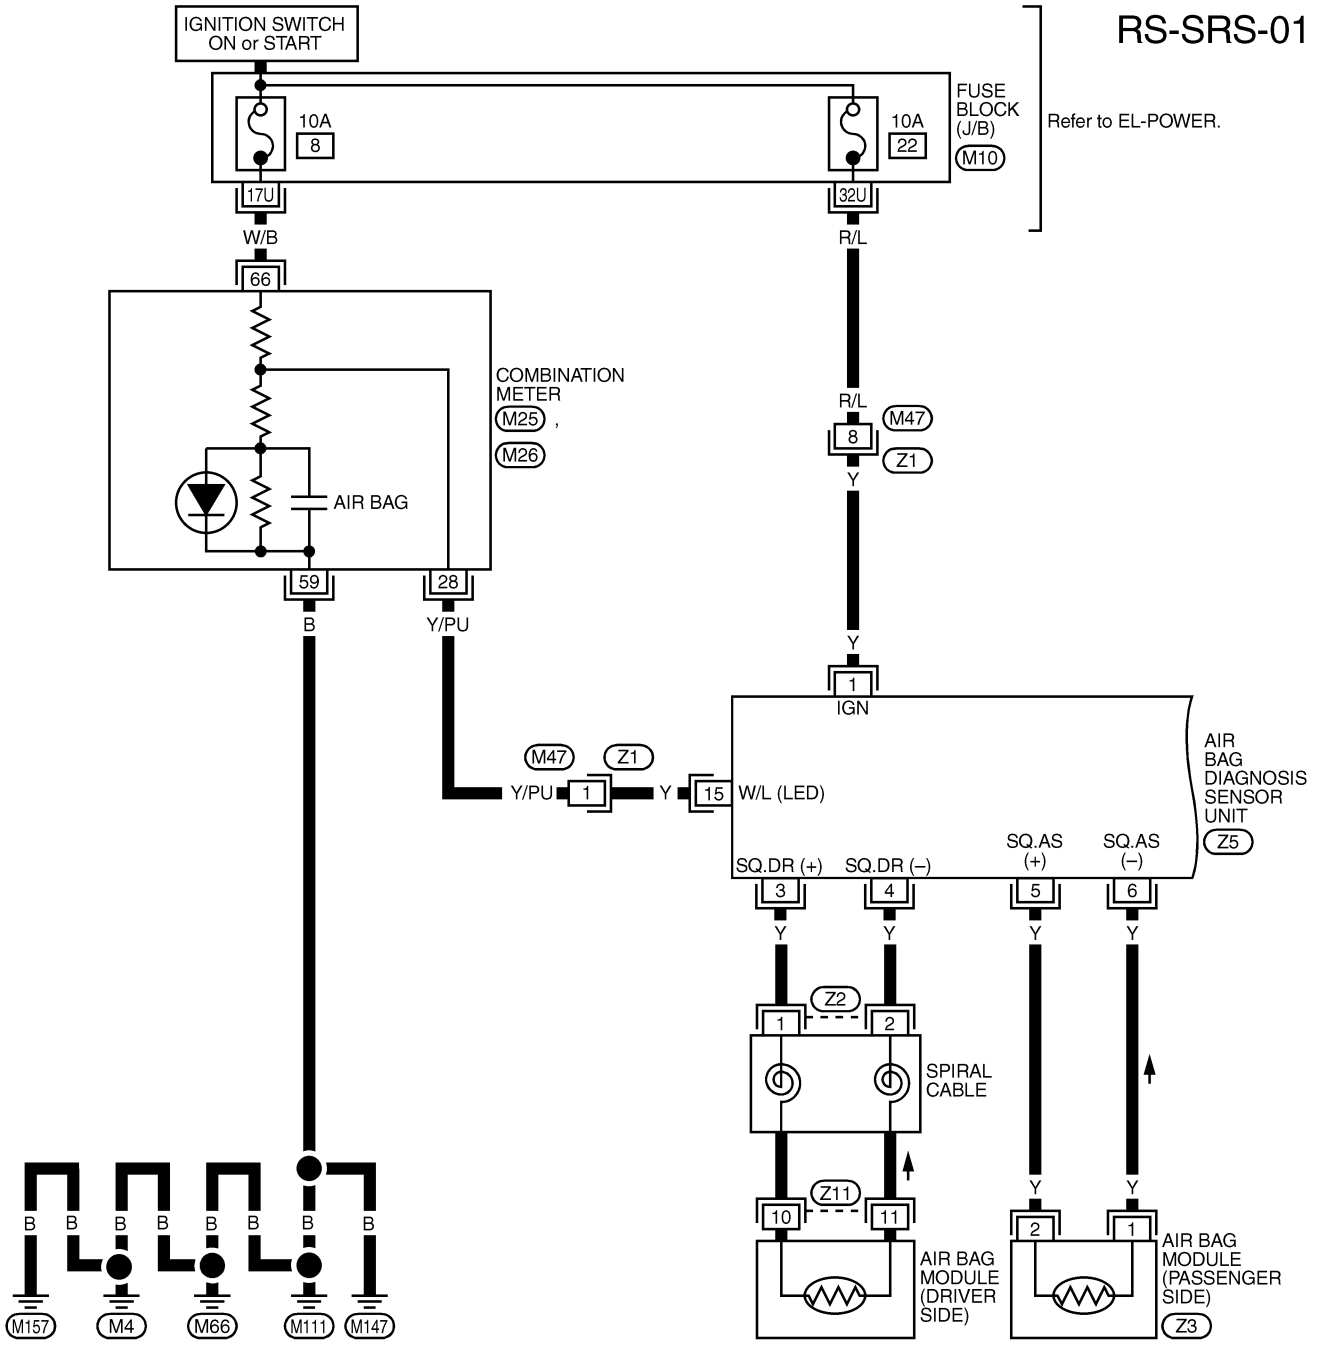 IGNITION SWITCH
ON or START
RS-SRS-01
10A
8
10A
22
FUSE
BLOCK
(J/B)
M10
Refer to EL-POWER.
17U
32U
W/B
R/L
66
COMBINATION
METER
M25 ,
M26
AIR BAG
R/L
8
M47
Z1
Y
59
28
B
Y/PU
Y
1
IGN
M47
Z1
Y/PU
1
Y
15
W/L (LED)
AIR
BAG
DIAGNOSIS
SENSOR
UNIT
Z5
SQ.DR (+)
SQ.DR (–)
SQ.AS
(+)
SQ.AS
(–)
3
4
5
6
Y
Y
Y
Y
Z2
1
2
SPIRAL
CABLE
Z11
10
11
Y
Y
2
1
AIR BAG
MODULE
(DRIVER
SIDE)
AIR BAG
MODULE
(PASSENGER
SIDE)
Z3
B
B
B
B
B
B
B
B
M157
M4
M66
M111
M147